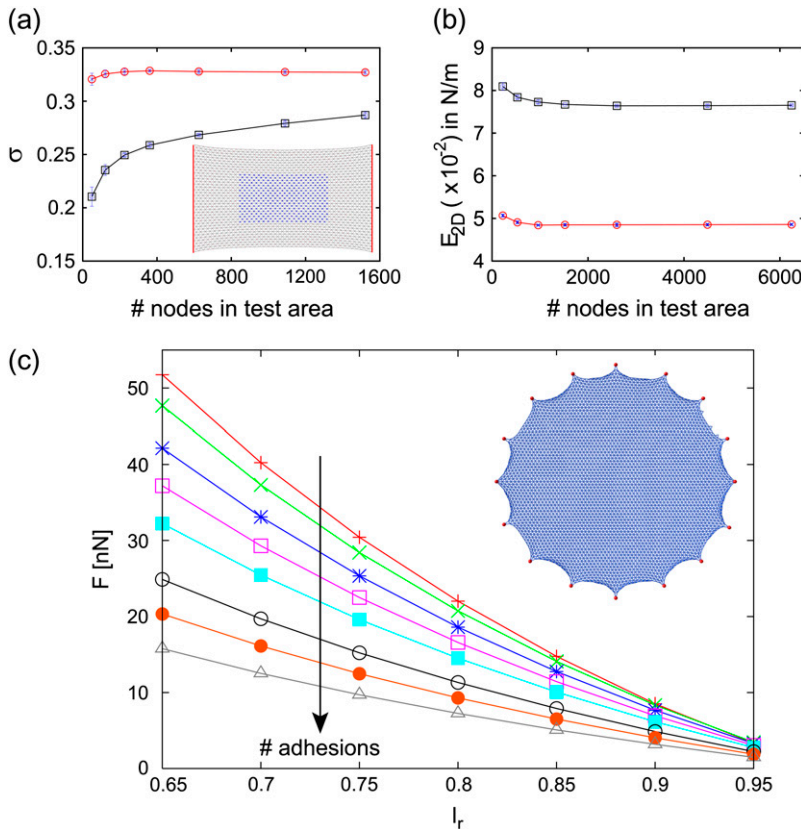 (a)
0.35
0.3
0.25
0.2
0.15
σ
0 400 800 1200 1600
# nodes in test area
(b)
9
8
7
6
5
4
E2D ( x10-2) in N/m
0 2000 4000 6000
# nodes in test area
(c)
50
40
30
20
10
0
F [nN]
# adhesions
0.65 0.7 0.75 0.8 0.85 0.9 0.95
lr